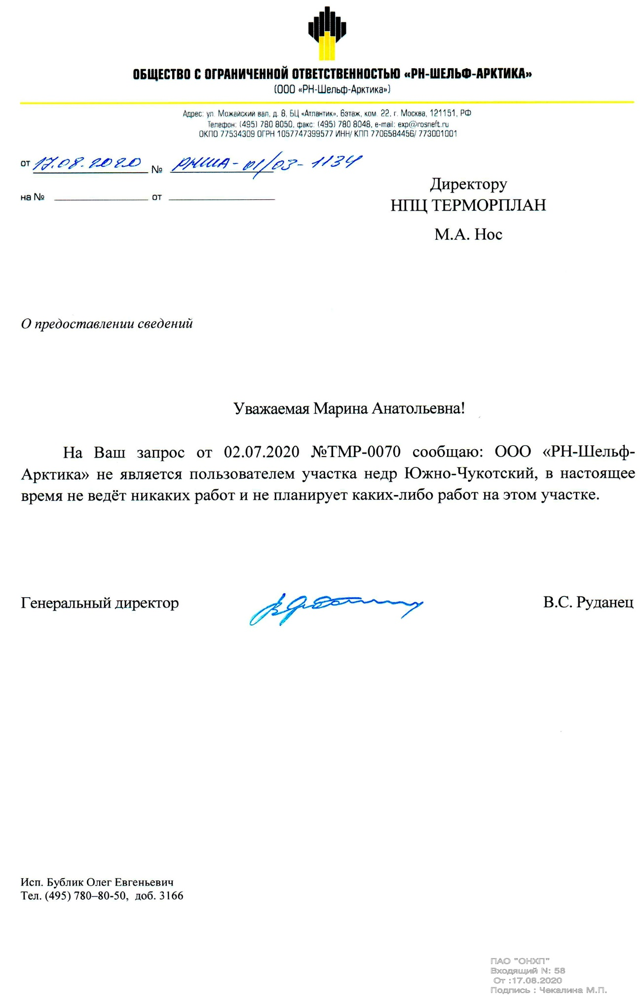 ОБЩЕСТВО С ОГРАНИЧЕННОЙ ОТВЕТСТВЕННОСТЬЮ «РН-ШЕЛЬФ-АРКТИКА»
(ООО «РН-Шельф-Арктика»)
Адрес: ул. Можайский вал, д. 8, БЦ «Атлантик», 6этаж, ком. 22, г. Москва, 121151, РФ
Телефон: (495) 780 8050, факс: (495) 780 8048, e-mail: exp@rosneft.ru
ОКПО 77534309 ОГРН 1057747399577 ИНН/ КПП 7706584456/ 773001001
от 17.08.2020 № РНША-01/03-1134
на № от
Директору
НПЦ ТЕРМОРПЛАН
М.А. Нос
О предоставлении сведений
Уважаемая Марина Анатольевна!
На Ваш запрос от 02.07.2020 №ТМР-0070 сообщаю: ООО «РН-Шельф-
Арктика» не является пользователем участка недр Южно-Чукотский, в настоящее
время не ведёт никаких работ и не планирует каких-либо работ на этом участке.
Генеральный директор В.С. Руданец
Исп. Бублик Олег Евгеньевич
Тел. (495) 780–80-50, доб. 3166
ПАО "ОНХП"
Входящий N: 58
От :17.08.2020
Подпись : Чекалина М.П.